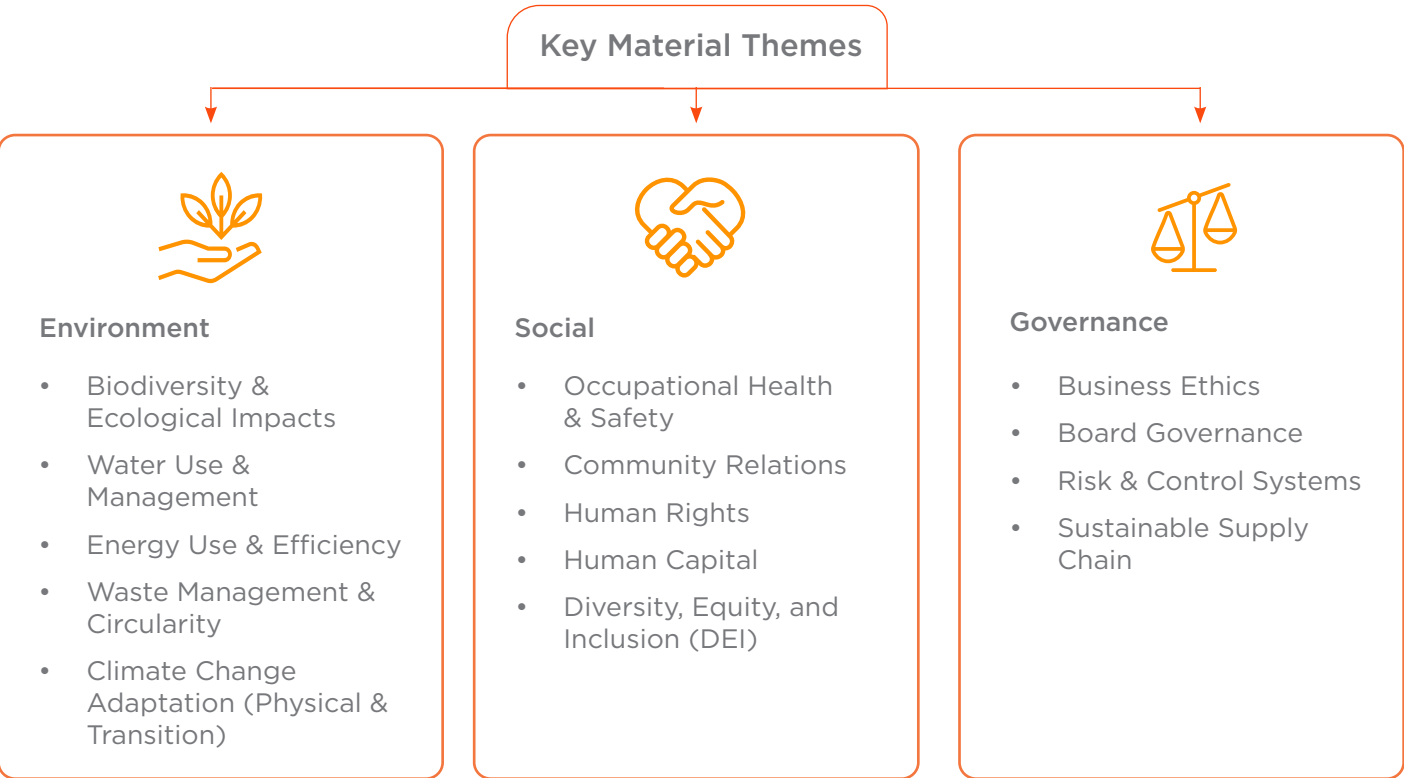 Key Material Themes
Environment
• Biodiversity &
Ecological Impacts
• Water Use &
Management
• Energy Use & Efficiency
• Waste Management &
Circularity
• Climate Change
Adaptation (Physical &
Transition)
Social
• Occupational Health
& Safety
• Community Relations
• Human Rights
• Human Capital
• Diversity, Equity, and
Inclusion (DEI)
Governance
• Business Ethics
• Board Governance
• Risk & Control Systems
• Sustainable Supply
Chain